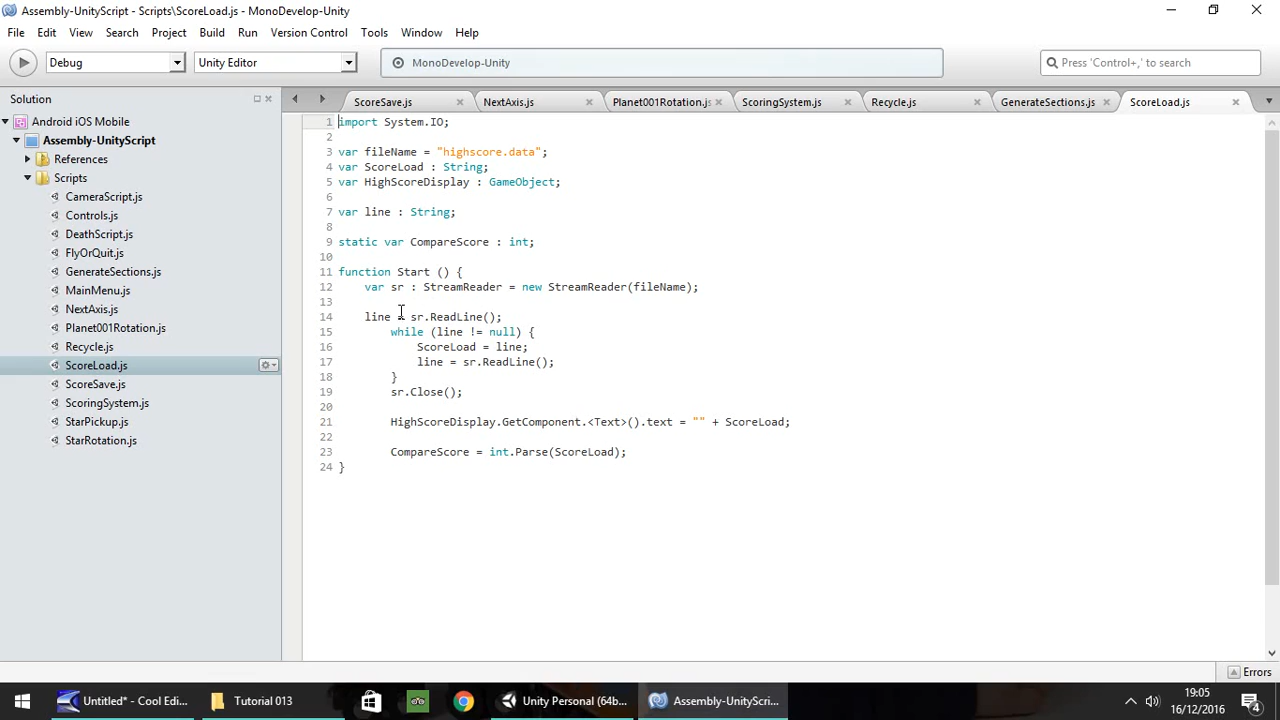 Assembly-UnityScript - Scripts\ScoreLoad.js - MonoDevelop-Unity
File Edit View Search Project Build Run Version Control Tools Window Help
Debug Unity Editor MonoDevelop-Unity Press 'Control+,' to search
Solution
ScoreSave.js NextAxis.js Planet001Rotation.js ScoringSystem.js Recycle.js GenerateSections.js ScoreLoad.js
Android iOS Mobile
Assembly-UnityScript
References
Scripts
CameraScript.js
Controls.js
DeathScript.js
FlyOrQuit.js
GenerateSections.js
MainMenu.js
NextAxis.js
Planet001Rotation.js
Recycle.js
ScoreLoad.js
ScoreSave.js
ScoringSystem.js
StarPickup.js
StarRotation.js
1 import System.IO;
2
3 var fileName = "highscore.data";
4 var ScoreLoad : String;
5 var HighScoreDisplay : GameObject;
6
7 var line : String;
8
9 static var CompareScore : int;
10
11 function Start () {
12 var sr : StreamReader = new StreamReader(fileName);
13
14 line = sr.ReadLine();
15 while (line != null) {
16 ScoreLoad = line;
17 line = sr.ReadLine();
18 }
19 sr.Close();
20
21 HighScoreDisplay.GetComponent.<Text>().text = "" + ScoreLoad;
22
23 CompareScore = int.Parse(ScoreLoad);
24 }
Errors
Untitled* - Cool Edi... Tutorial 013 Unity Personal (64b... Assembly-UnityScri...
19:05
16/12/2016
4